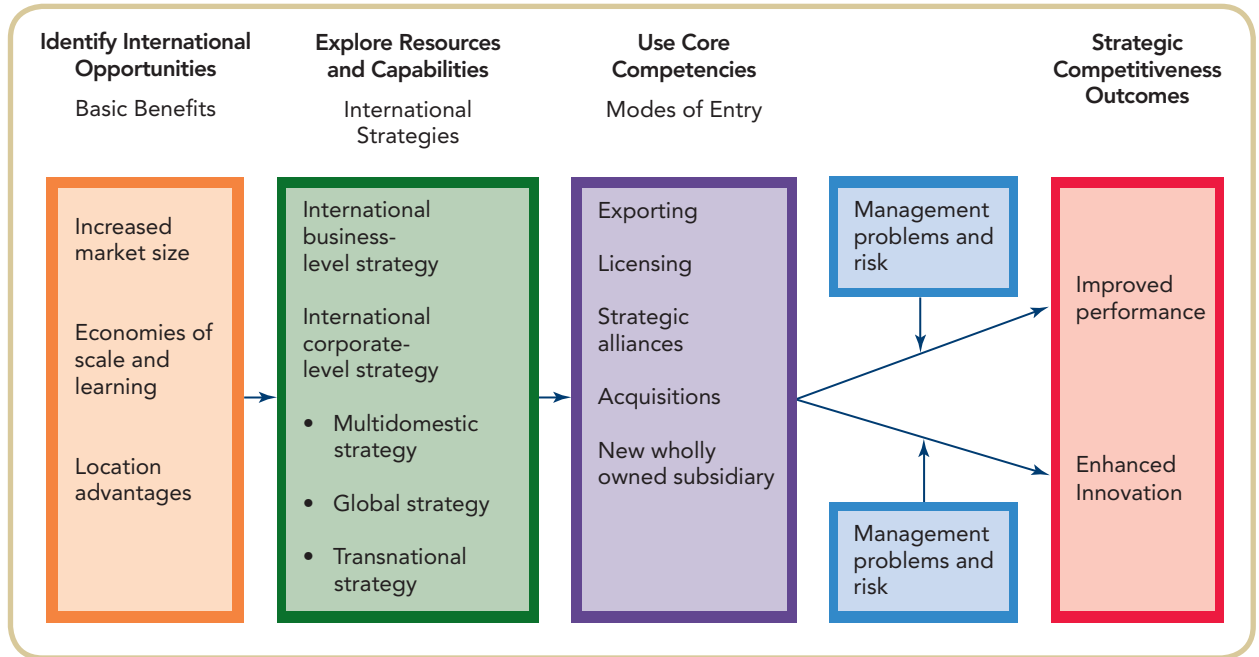 Identify International
Opportunities
Basic Benefits
Explore Resources
and Capabilities
International
Strategies
Use Core
Competencies
Modes of Entry
Strategic
Competitiveness
Outcomes
Increased
market size
Economies of
scale and
learning
Location
advantages
International
business-
level strategy
International
corporate-
level strategy
• Multidomestic
strategy
• Global strategy
• Transnational
strategy
Exporting
Licensing
Strategic
alliances
Acquisitions
New wholly
owned subsidiary
Management
problems and
risk
Management
problems and
risk
Improved
performance
Enhanced
Innovation